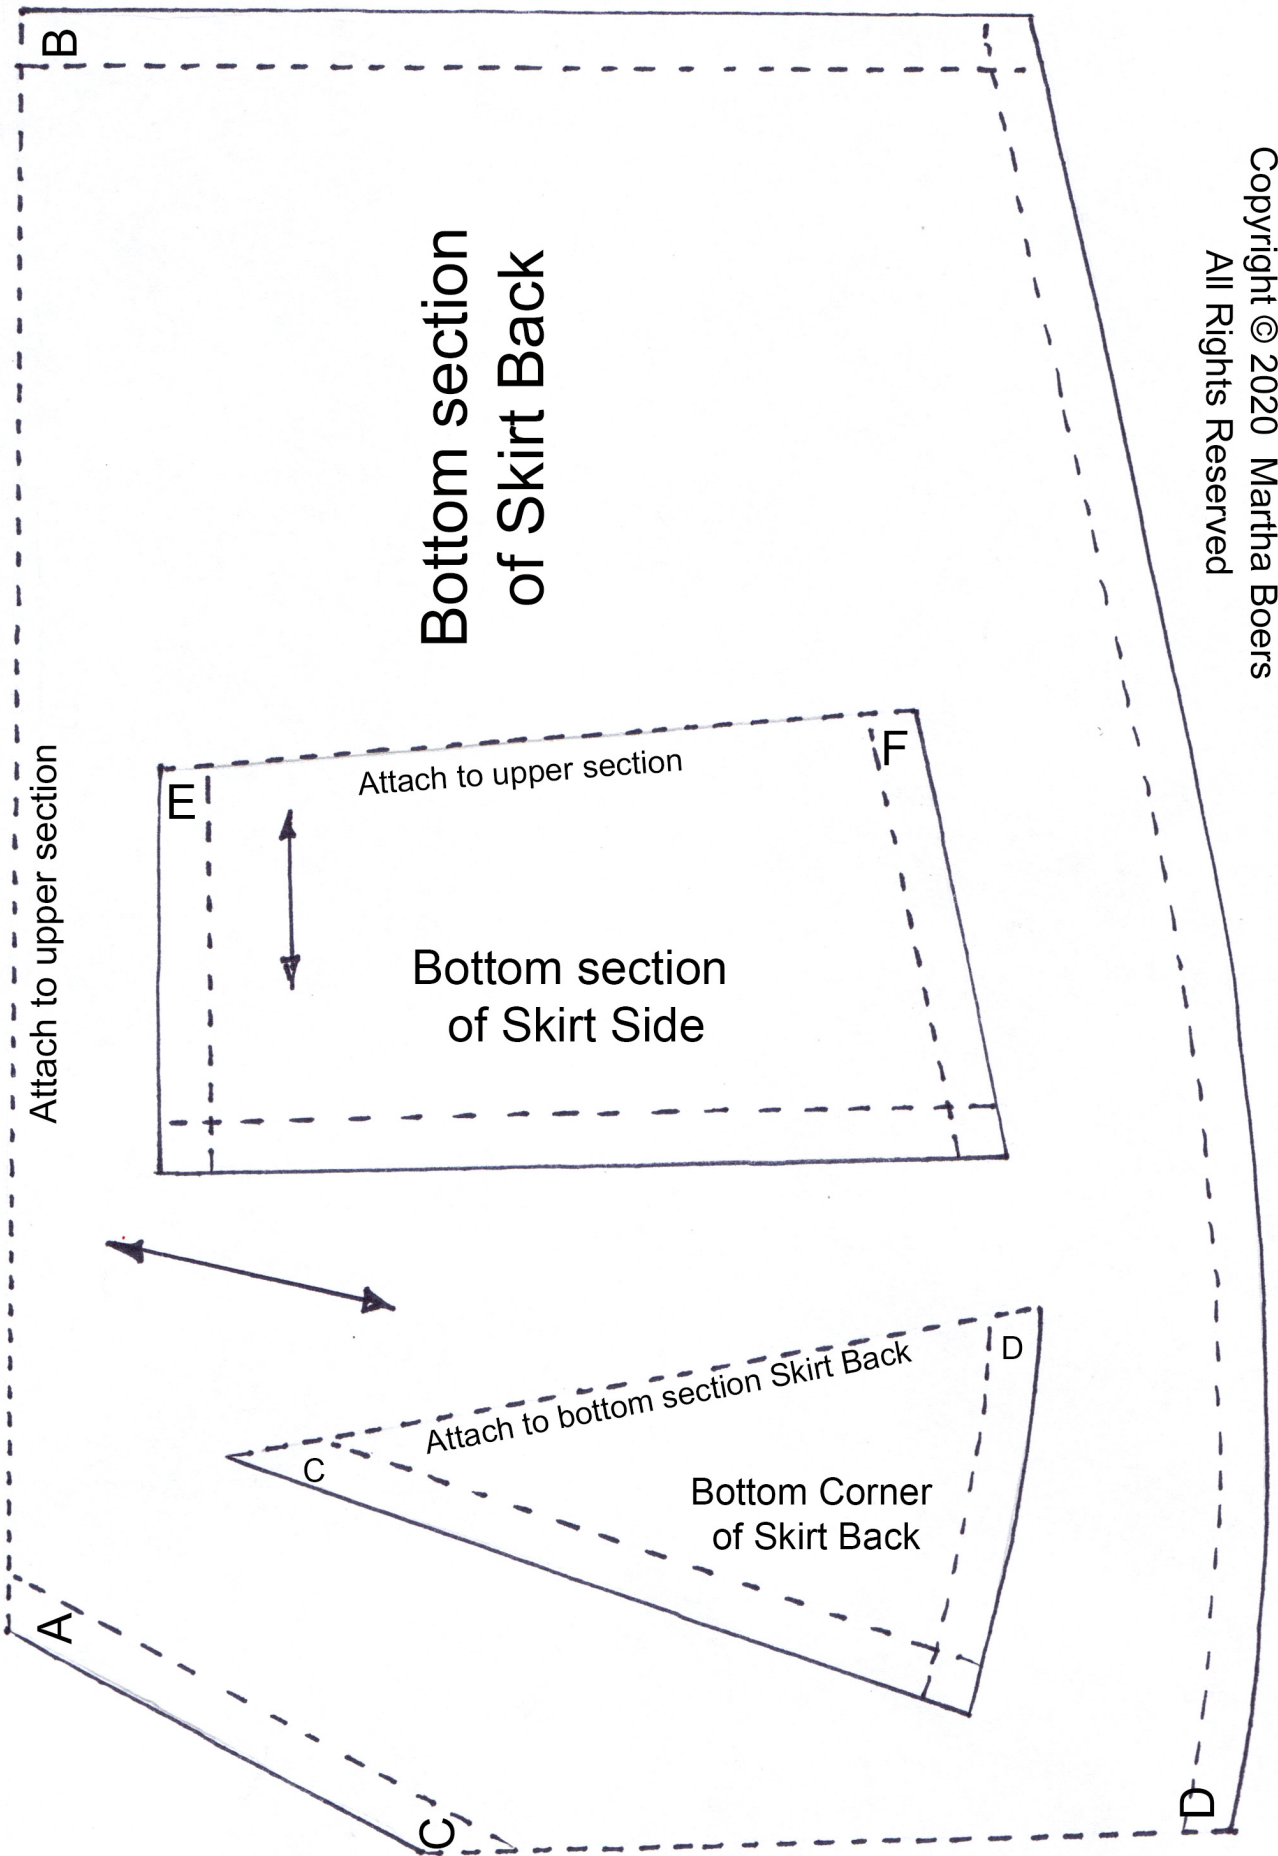 B
Copyright © 2020 Martha Boers
All Rights Reserved
Bottom section
of Skirt Back
Attach to upper section
E
F
Attach to upper section
Bottom section
of Skirt Side
D
Attach to bottom section Skirt Back
C
Bottom Corner
of Skirt Back
A
C
D